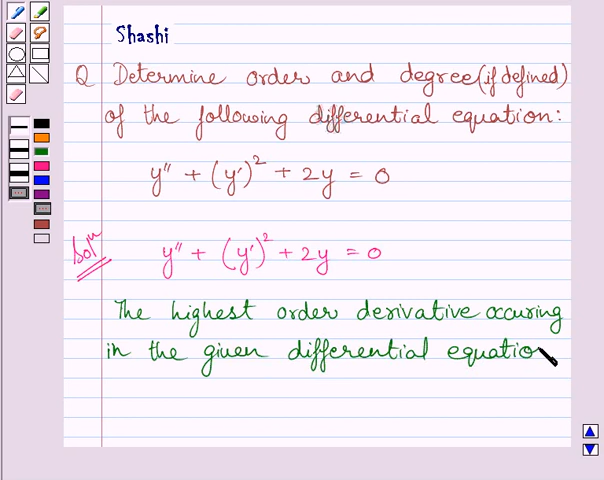 Shashi
Q Determine order and degree (if defined)
of the following differential equation:
y'' + (y')² + 2y = 0
Solⁿ y'' + (y')² + 2y = 0
The highest order derivative occuring
in the given differential equatio